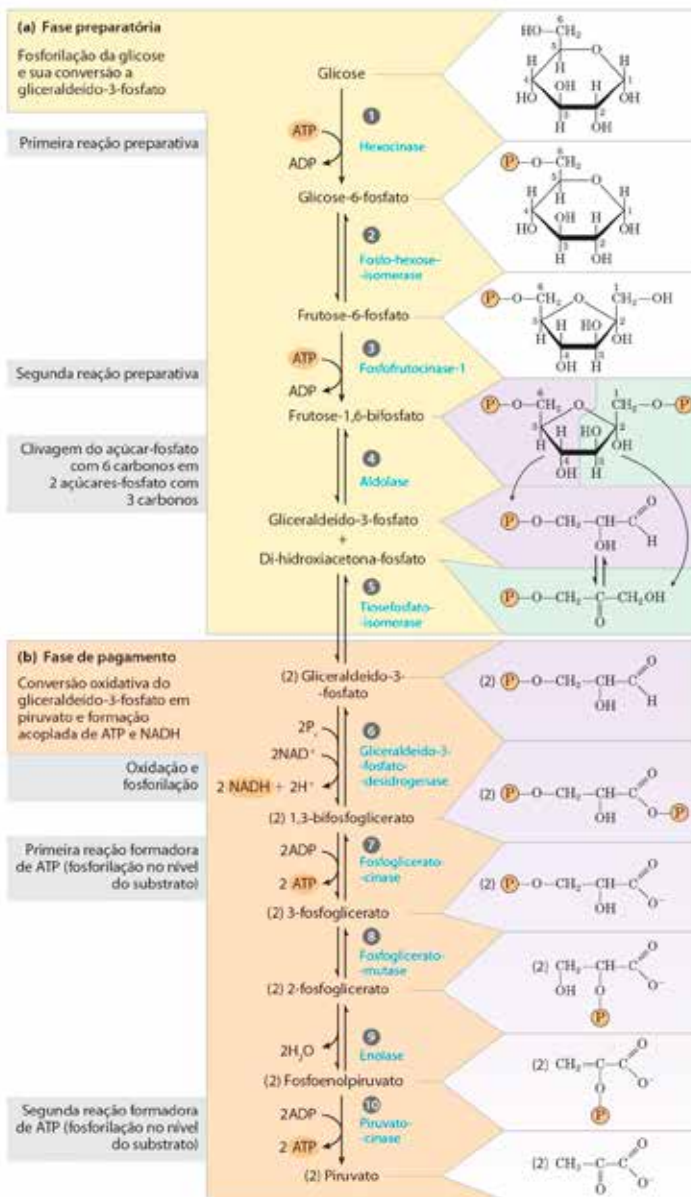 (a) Fase preparatória
Fosforilação da glicose
e sua conversão a
gliceraldeído-3-fosfato
Glicose
1
ATP
ADP
Hexocinase
Primeira reação preparativa
Glicose-6-fosfato
2
Fosfo-hexose-
-isomerase
Frutose-6-fosfato
3
ATP
ADP
Fosfofrutocinase-1
Segunda reação preparativa
Frutose-1,6-bifosfato
4
Aldolase
Clivagem do açúcar-fosfato
com 6 carbonos em
2 açúcares-fosfato com
3 carbonos
Gliceraldeído-3-fosfato
+
Di-hidroxiacetona-fosfato
5
Triosefosfato-
-isomerase
(b) Fase de pagamento
Conversão oxidativa do
gliceraldeído-3-fosfato em
piruvato e formação
acoplada de ATP e NADH
(2) Gliceraldeído-3-
-fosfato
6
2Pi
2NAD⁺
2 NADH + 2H⁺
Gliceraldeído-3-
-fosfato-
-desidrogenase
Oxidação e
fosforilação
(2) 1,3-bifosfoglicerato
7
2ADP
2 ATP
Fosfoglicerato-
-cinase
Primeira reação formadora
de ATP (fosforilação no nível
do substrato)
(2) 3-fosfoglicerato
8
Fosfoglicerato-
-mutase
(2) 2-fosfoglicerato
9
2H₂O
Enolase
(2) Fosfoenolpiruvato
10
2ADP
2 ATP
Piruvato-
-cinase
Segunda reação formadora
de ATP (fosforilação no nível
do substrato)
(2) Piruvato